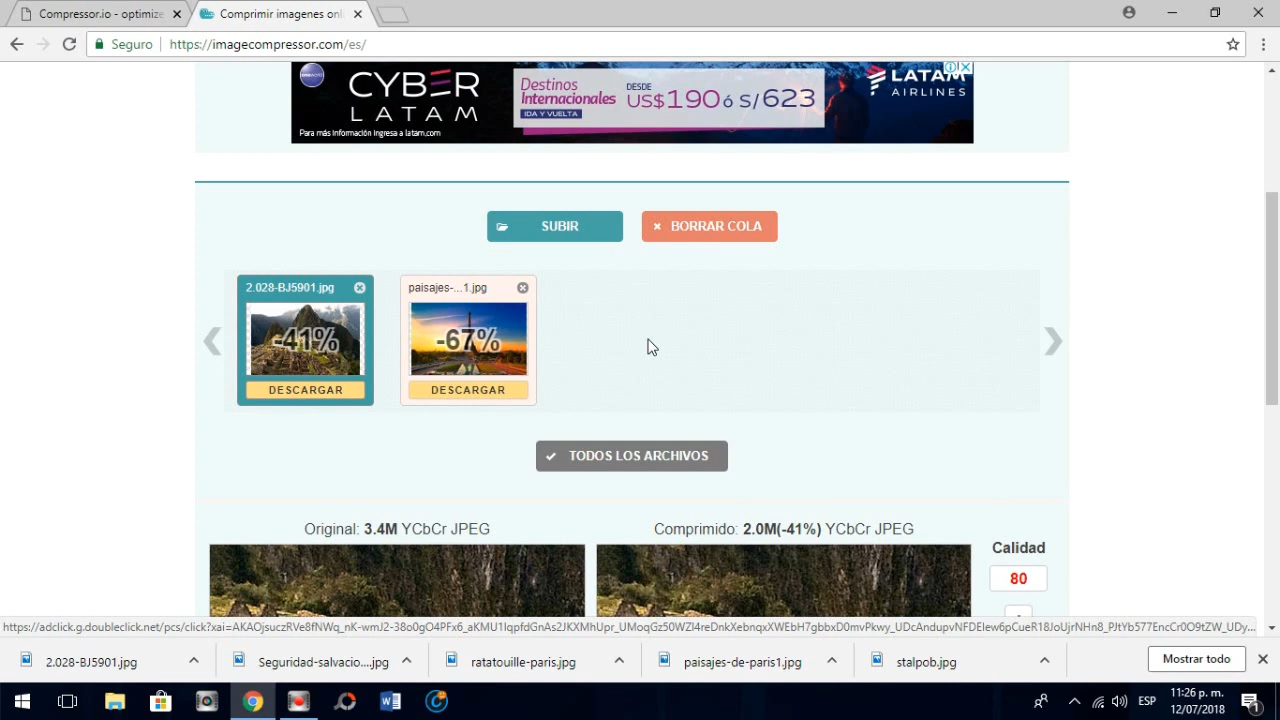 Compressor.io - optimize
Comprimir imagenes onl
Seguro
https://imagecompressor.com/es/
oneworld
CYBER
LATAM
Para más información ingresa a latam.com
Destinos
Internacionales
IDA Y VUELTA
DESDE
US$190 ó S/ 623
LATAM
AIRLINES
SUBIR
BORRAR COLA
2.028-BJ5901.jpg
-41%
DESCARGAR
paisajes-...1.jpg
-67%
DESCARGAR
TODOS LOS ARCHIVOS
Original: 3.4M YCbCr JPEG
Comprimido: 2.0M(-41%) YCbCr JPEG
Calidad
80
2.028-BJ5901.jpg
Seguridad-salvacio....jpg
ratatouille-paris.jpg
paisajes-de-paris1.jpg
stalpob.jpg
Mostrar todo
ESP
11:26 p. m.
12/07/2018
1